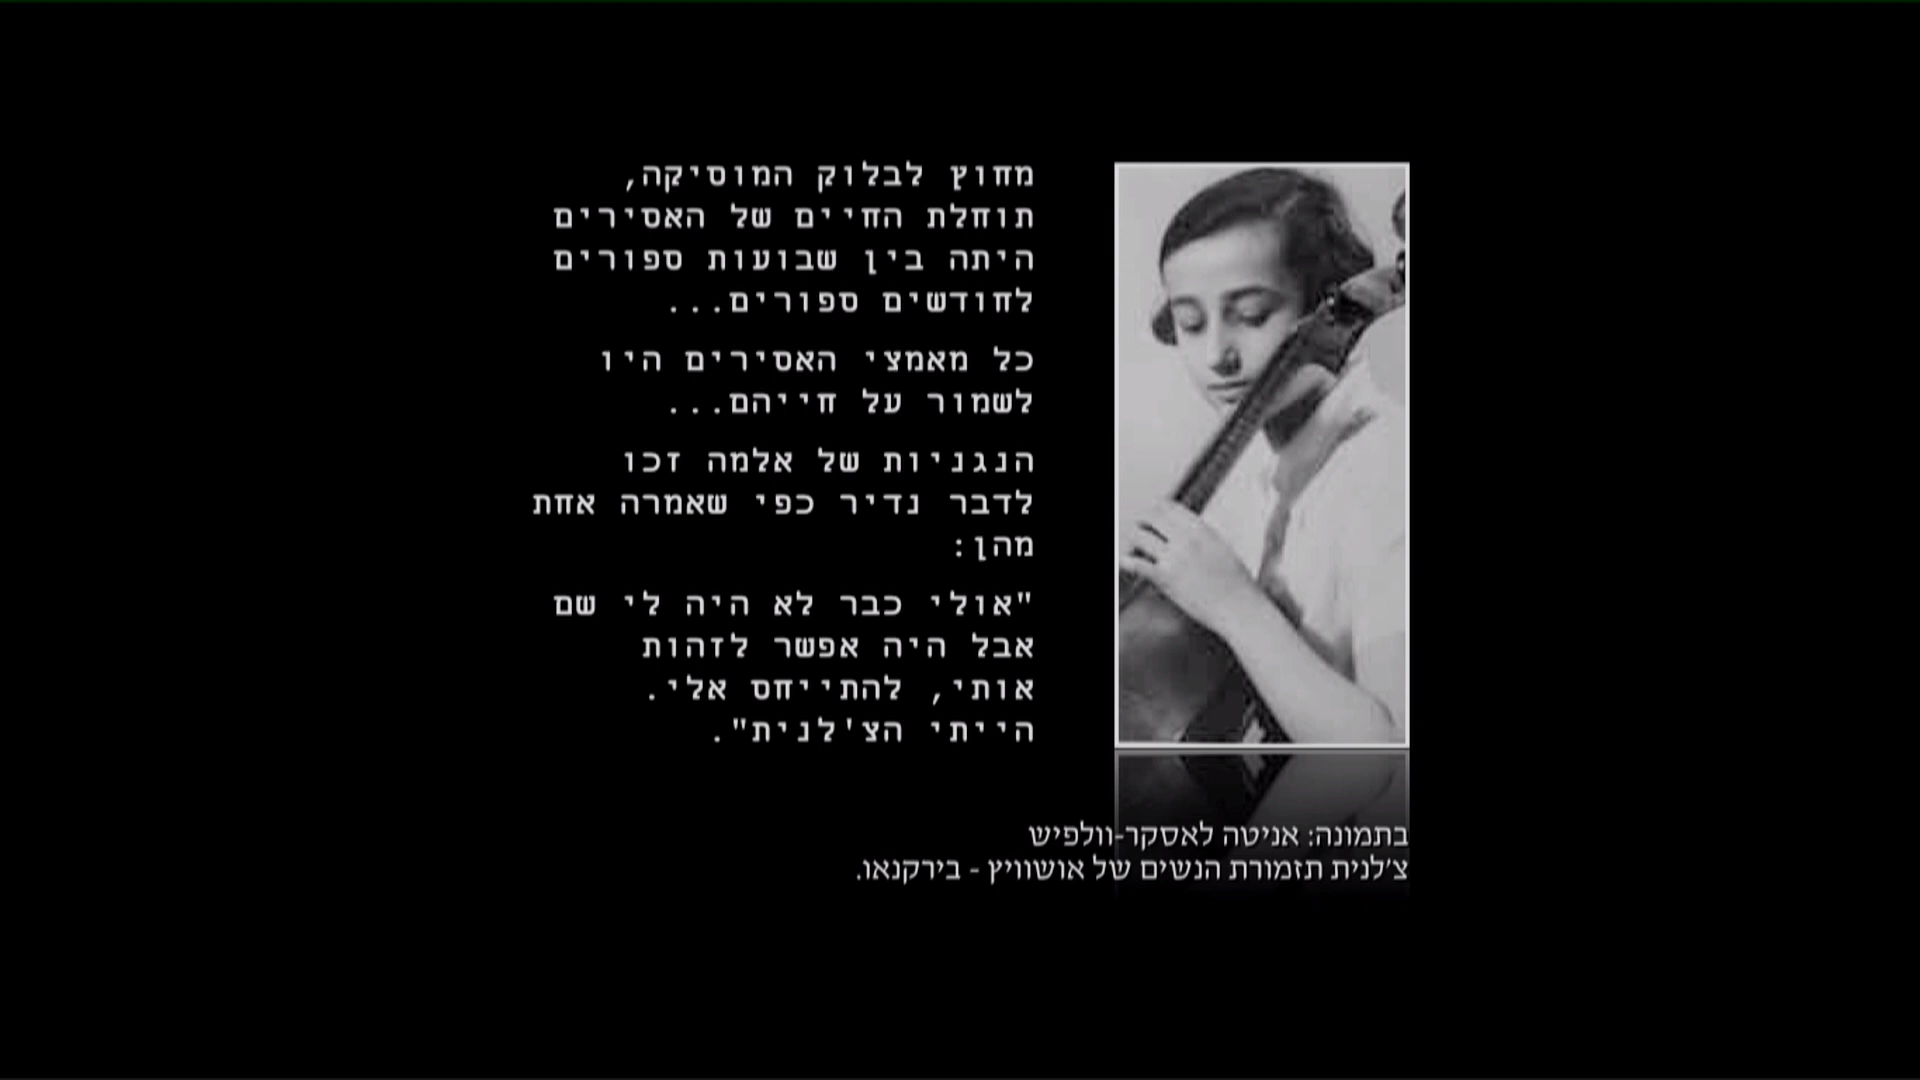 מחוץ לבלוק המוסיקה,
תוחלת החיים של האסירים
היתה בין שבועות ספורים
לחודשים ספורים...
כל מאמצי האסירים היו
לשמור על חייהם...
הנגניות של אלמה זכו
לדבר נדיר כפי שאמרה אחת
מהן:
"אולי כבר לא היה לי שם
אבל היה אפשר לזהות
אותי, להתייחס אלי.
הייתי הצ'לנית".
בתמונה: אניטה לאסקר-וולפיש
צ'לנית תזמורת הנשים של אושוויץ - בירקנאו.